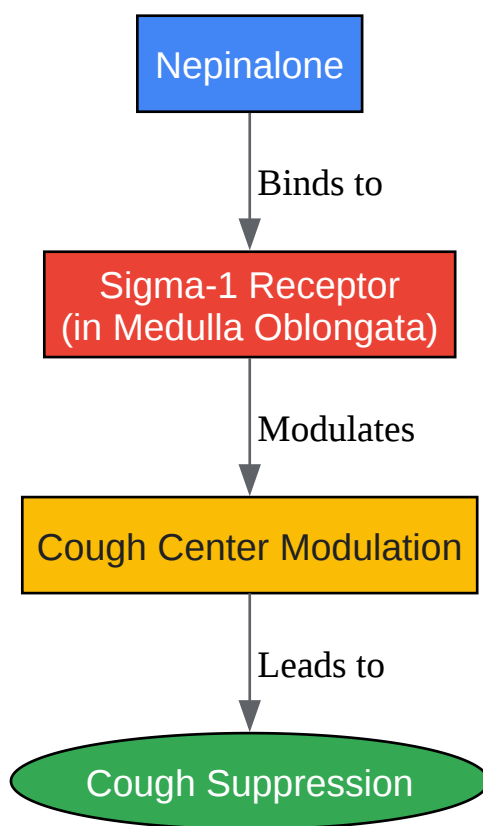 Nepinalone
Binds to
Sigma-1 Receptor
(in Medulla Oblongata)
Modulates
Cough Center Modulation
Leads to
Cough Suppression